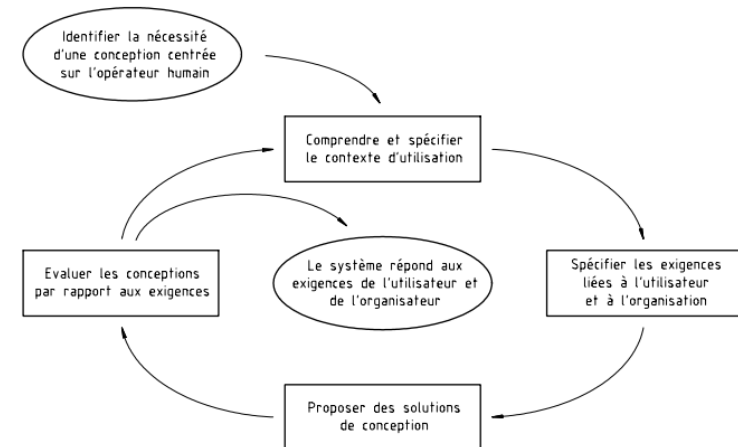 Identifier la nécéssité
d'une conception centrée
sur l'opérateur humain
Comprendre et spécifier
le contexte d'utilisation
Evaluer les conceptions
par rapport aux exigences
Le système répond aux
exigences de l'utilisateur et
de l'organisateur
Spécifier les exigences
liées à l'utilisateur
et à l'organisation
Proposer des solutions
de conception